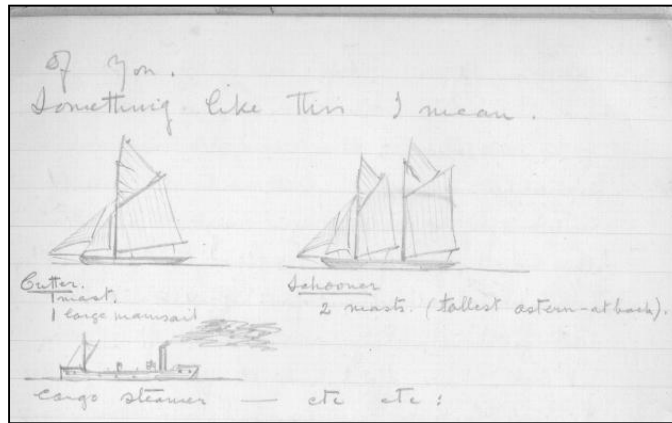 of you.
Something like this I mean.
Cutter.
1 mast.
1 large mainsail
Schooner
2 masts. (tallest astern-at back).
Cargo steamer — etc etc: